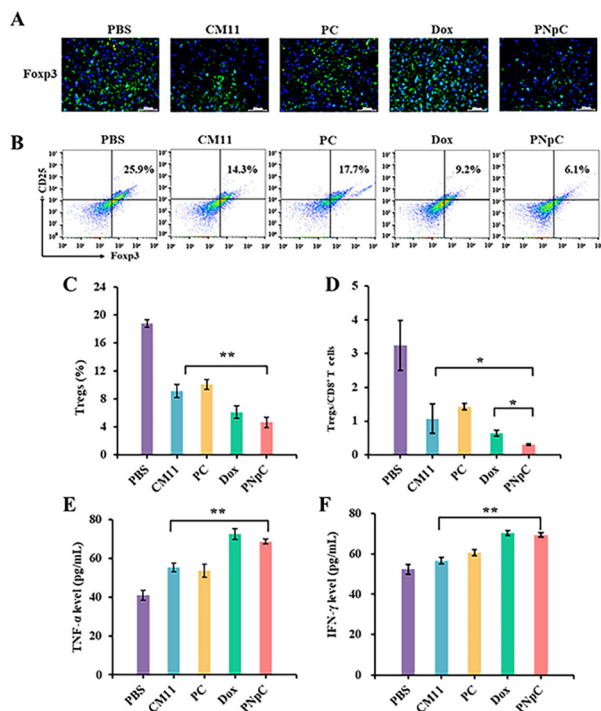 A
PBS CM11 PC Dox PNpC
Foxp3
B
PBS CM11 PC Dox PNpC
25.9% 14.3% 17.7% 9.2% 6.1%
CD25
Foxp3
C
Tregs (%)
24
20
16
12
8
4
0
**
PBS CM11 PC Dox PNpC
D
Tregs/CD8⁺T cells
5
4
3
2
1
0
*
*
PBS CM11 PC Dox PNpC
E
TNF-α level (pg/mL)
80
60
40
20
0
**
PBS CM11 PC Dox PNpC
F
IFN-γ level (pg/mL)
80
60
40
20
0
**
PBS CM11 PC Dox PNpC